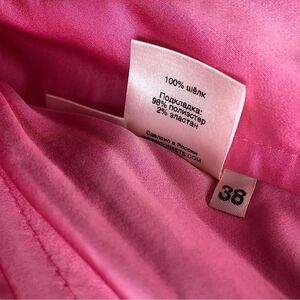 100% шёлк
Подкладка:
98% полиэстер
2% эластан
Сделано в России
38